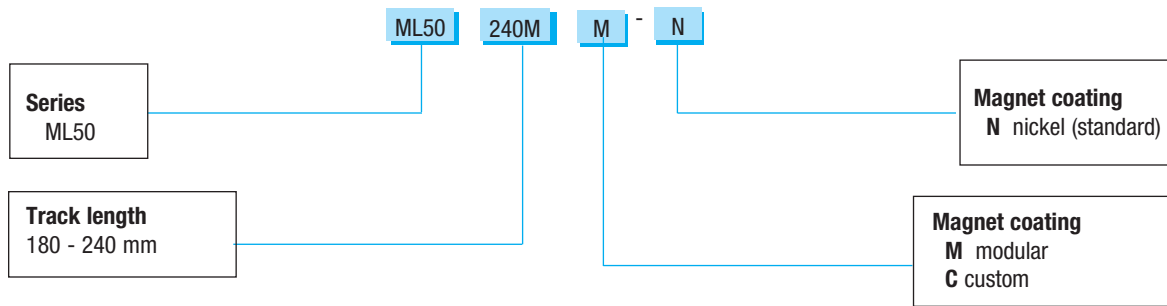 ML50 240M M - N
Series
ML50
Magnet coating
N nickel (standard)
Track length
180 - 240 mm
Magnet coating
M modular
C custom